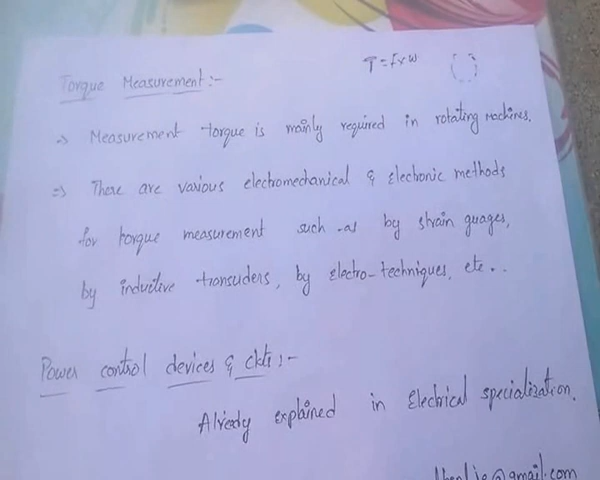 T = F x w
Torque Measurement :-
⇒ Measurement torque is mainly required in rotating machines.
⇒ There are various electromechanical & electronic methods
for torque measurement such as by strain guages,
by inductive transuders, by electro-techniques, etc..
Power control devices & ckts :-
Already explained in Electrical specialization.
@gmail.com